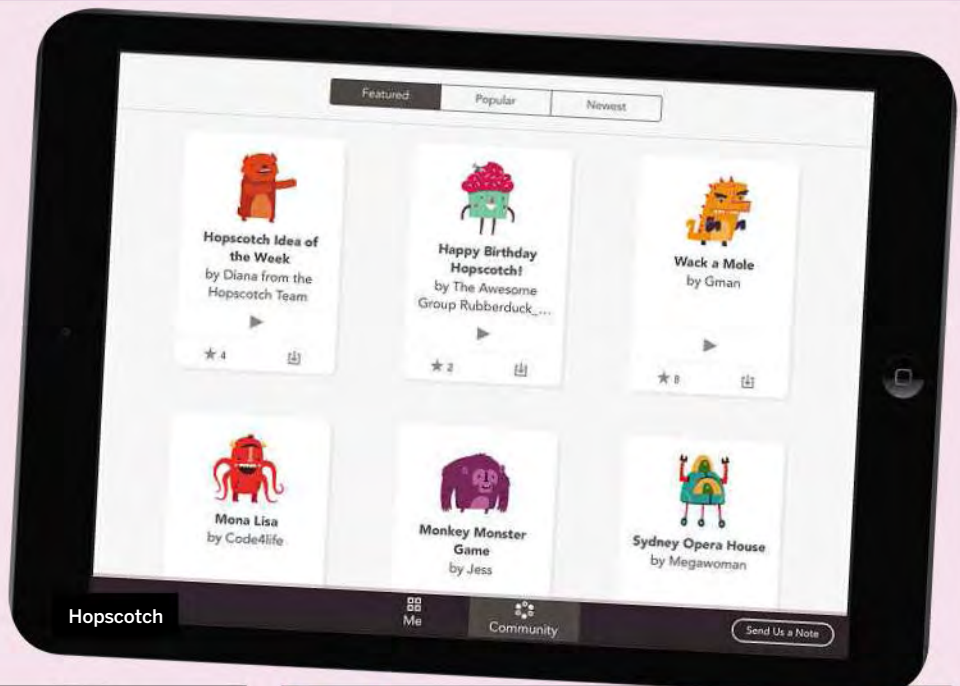 Featured
Popular
Newest
Hopscotch Idea of
the Week
by Diana from the
Hopscotch Team
4
Happy Birthday
Hopscotch!
by The Awesome
Group Rubberduck_...
2
Wack a Mole
by Gman
8
Mona Lisa
by Code4life
Monkey Monster
Game
by Jess
Sydney Opera House
by Megawoman
Hopscotch
Me
Community
Send Us a Note